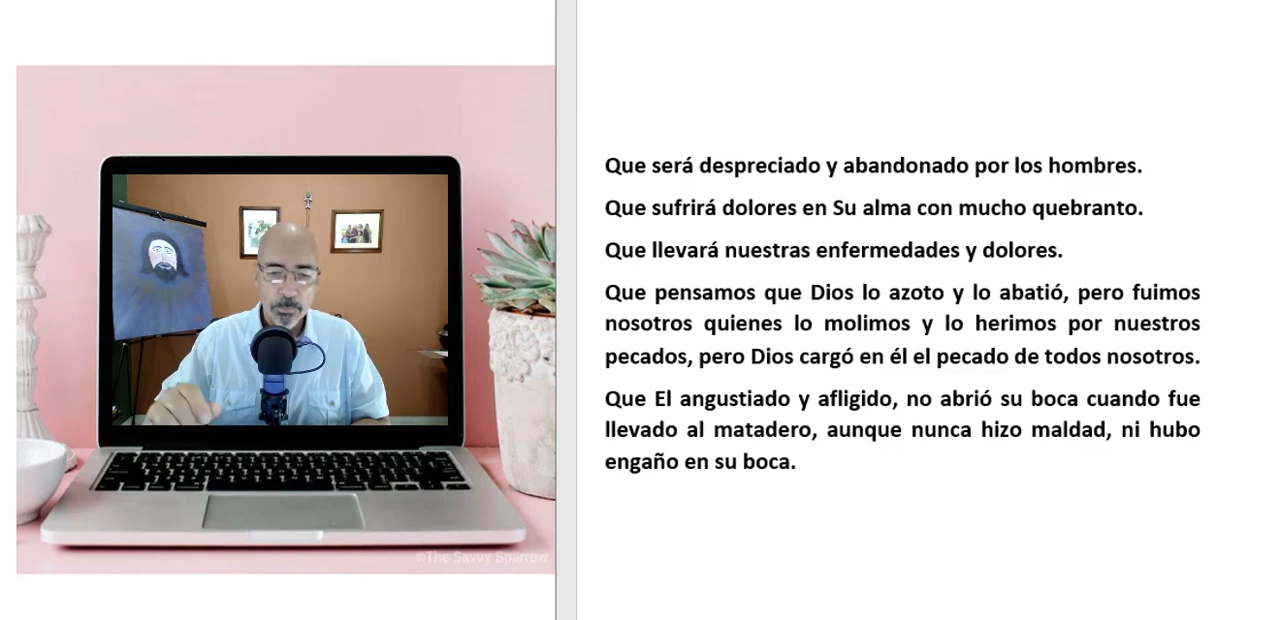 Que será despreciado y abandonado por los hombres.
Que sufrirá dolores en Su alma con mucho quebranto.
Que llevará nuestras enfermedades y dolores.
Que pensamos que Dios lo azoto y lo abatió, pero fuimos
nosotros quienes lo molimos y lo herimos por nuestros
pecados, pero Dios cargó en él el pecado de todos nosotros.
Que El angustiado y afligido, no abrió su boca cuando fue
llevado al matadero, aunque nunca hizo maldad, ni hubo
engaño en su boca.
©The Savvy Sparrow